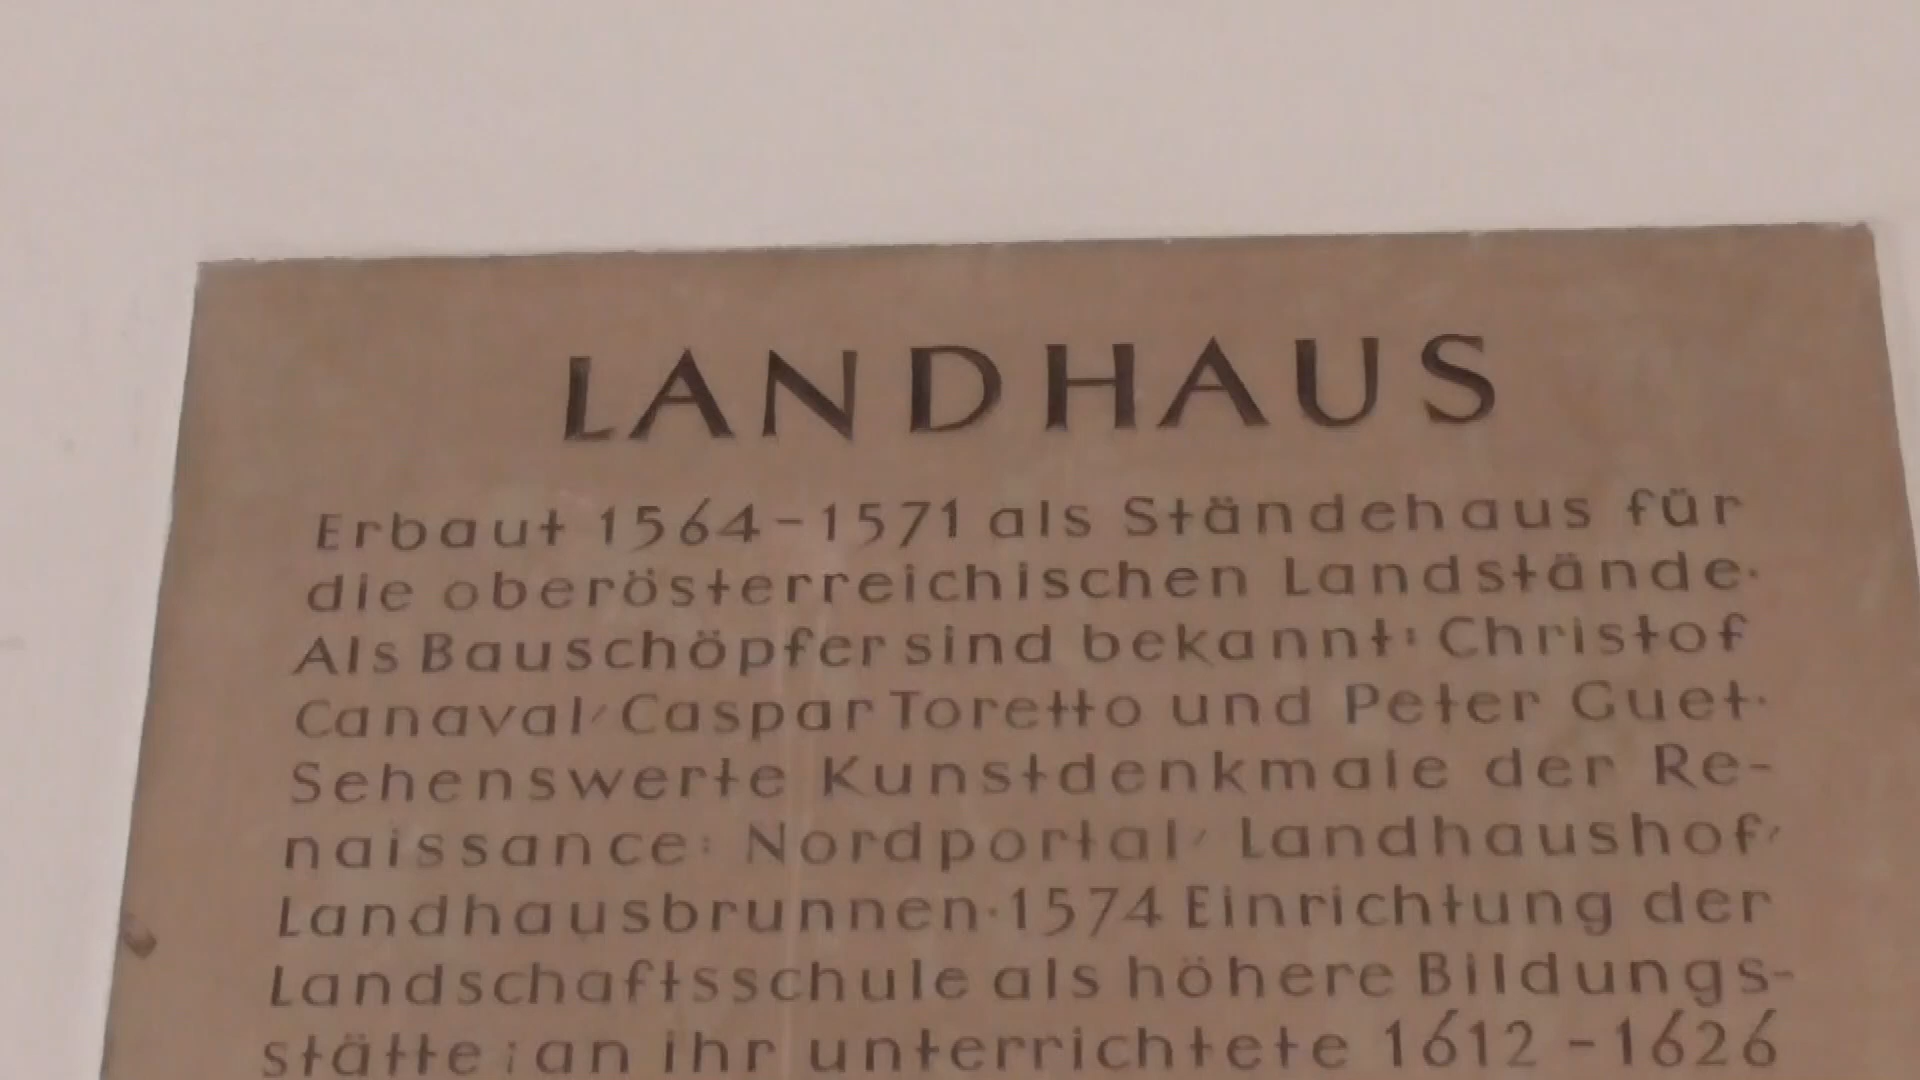 LANDHAUS
Erbaut 1564-1571 als Ständehaus für
die oberösterreichischen Landstände.
Als Bauschöpfer sind bekannt: Christof
Canaval, Caspar Toretto und Peter Guet.
Sehenswerte Kunstdenkmale der Re-
naissance: Nordportal, Landhaushof,
Landhausbrunnen. 1574 Einrichtung der
Landschaftsschule als höhere Bildungs-
stätte; an ihr unterrichtete 1612 - 1626